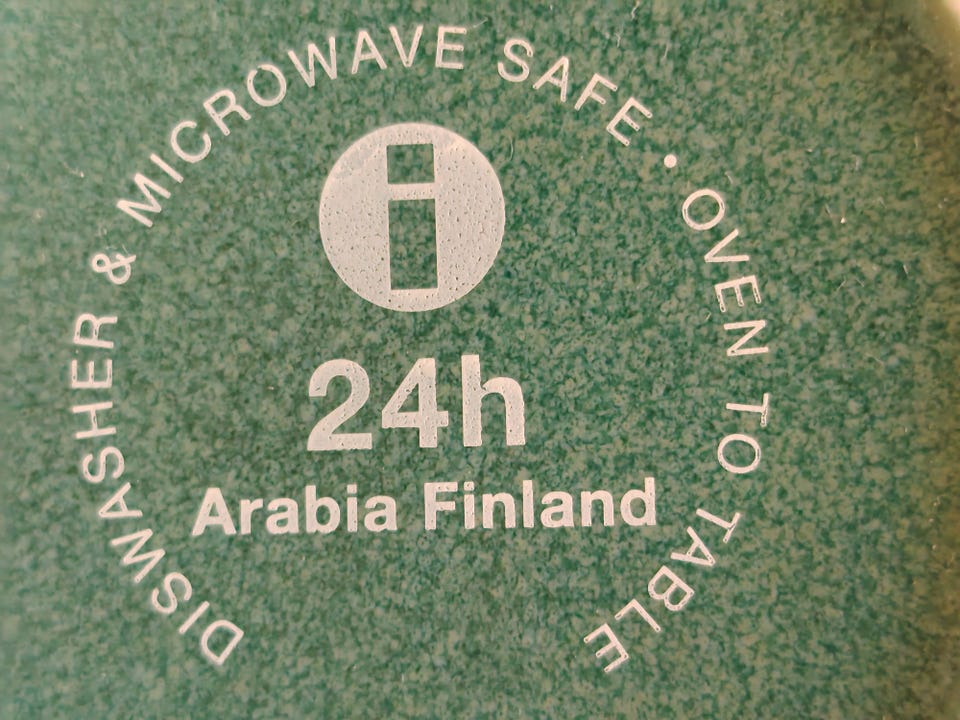 DISWASHER & MICROWAVE SAFE • OVEN TO TABLE
24h
Arabia Finland